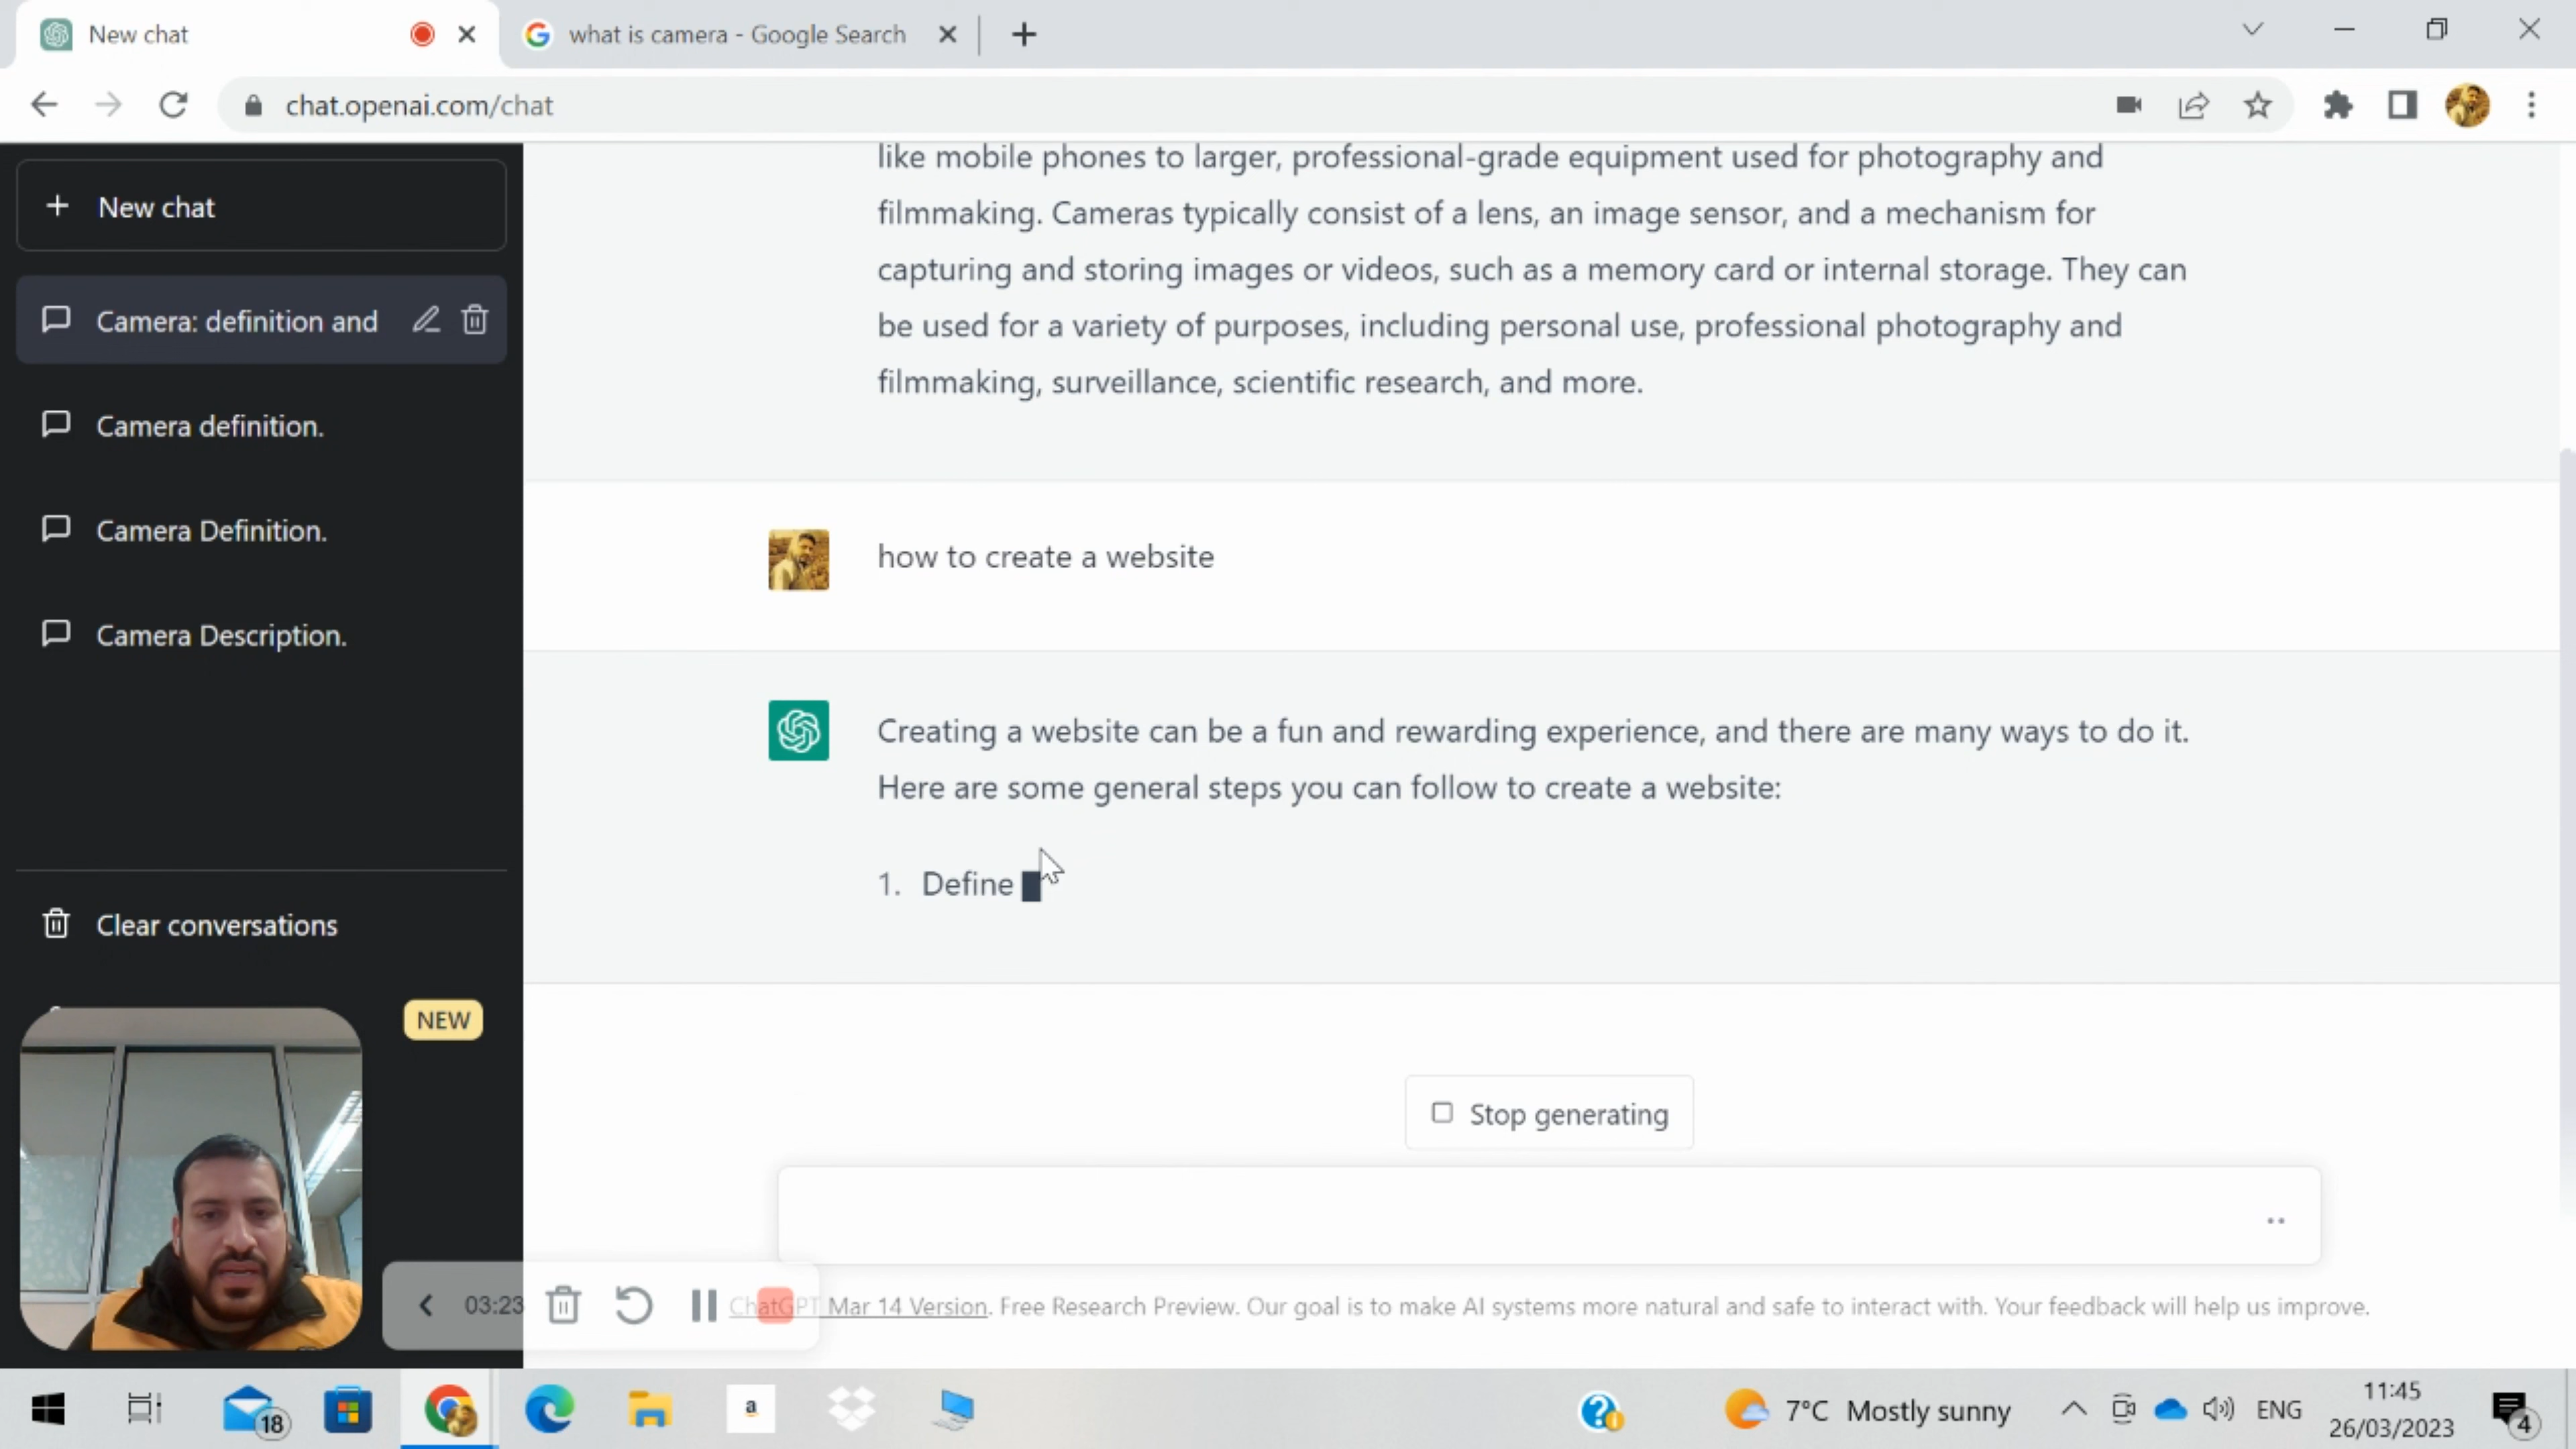 New chat
what is camera - Google Search
chat.openai.com/chat
New chat
Camera: definition and
Camera definition.
Camera Definition.
Camera Description.
Clear conversations
NEW
like mobile phones to larger, professional-grade equipment used for photography and
filmmaking. Cameras typically consist of a lens, an image sensor, and a mechanism for
capturing and storing images or videos, such as a memory card or internal storage. They can
be used for a variety of purposes, including personal use, professional photography and
filmmaking, surveillance, scientific research, and more.
how to create a website
Creating a website can be a fun and rewarding experience, and there are many ways to do it.
Here are some general steps you can follow to create a website:
1. Define
Stop generating
03:23
ChatGPT Mar 14 Version. Free Research Preview. Our goal is to make AI systems more natural and safe to interact with. Your feedback will help us improve.
18
a
7°C Mostly sunny
ENG
11:45
26/03/2023
4